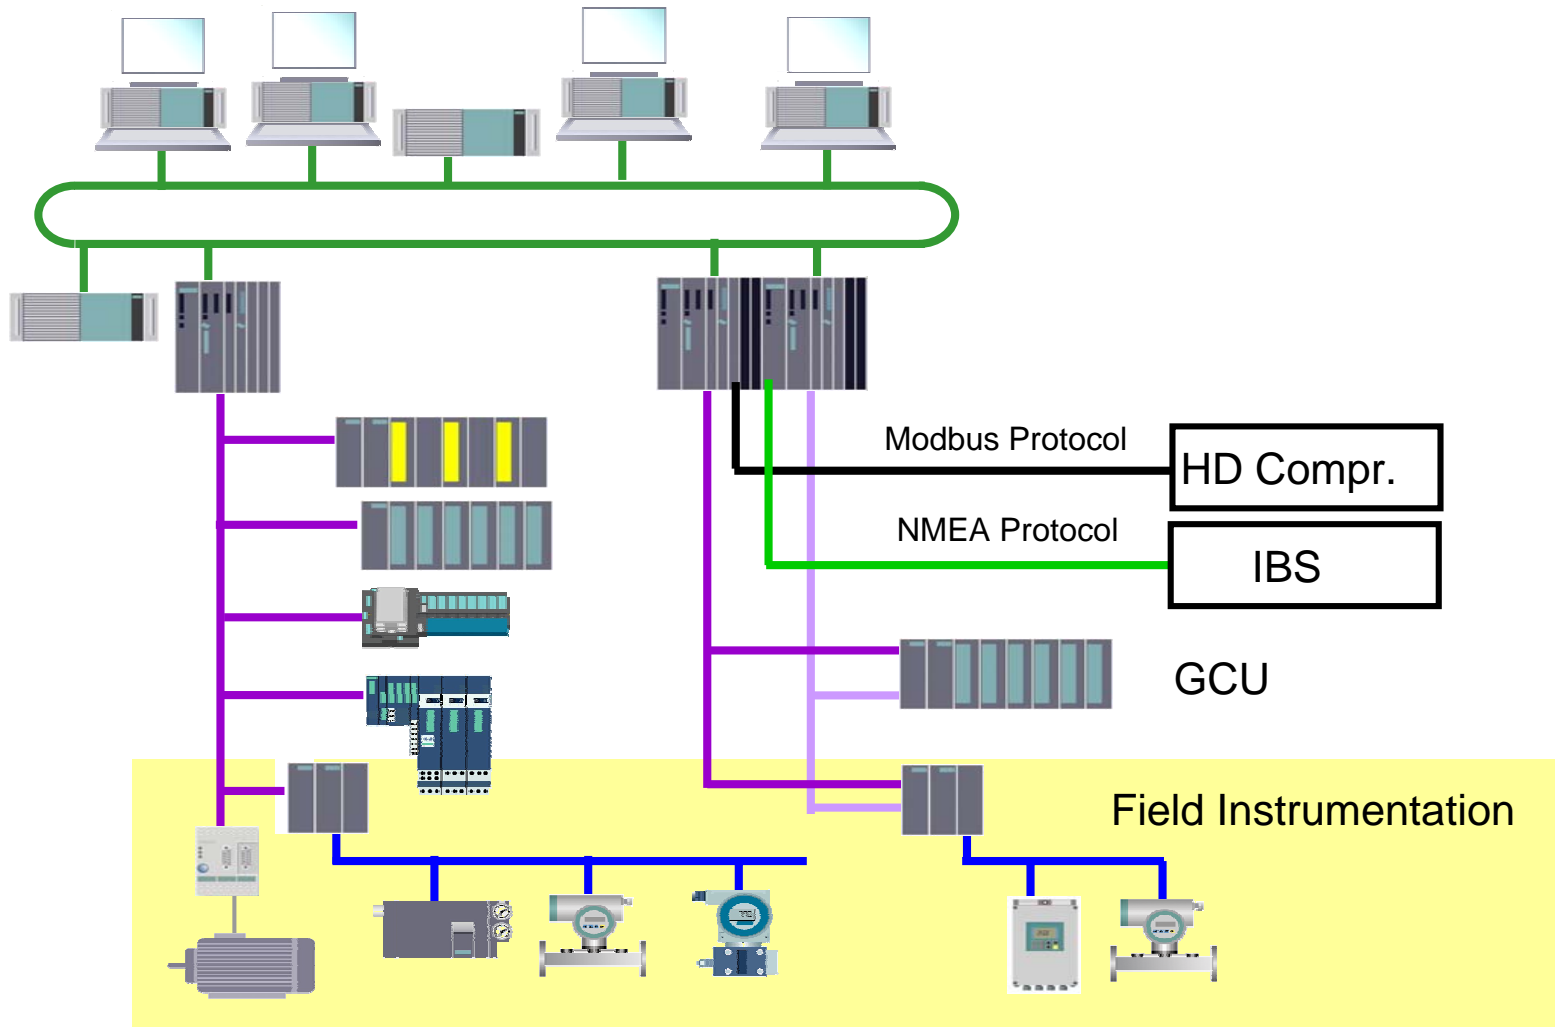 Modbus Protocol
HD Compr.
NMEA Protocol
IBS
GCU
Field Instrumentation